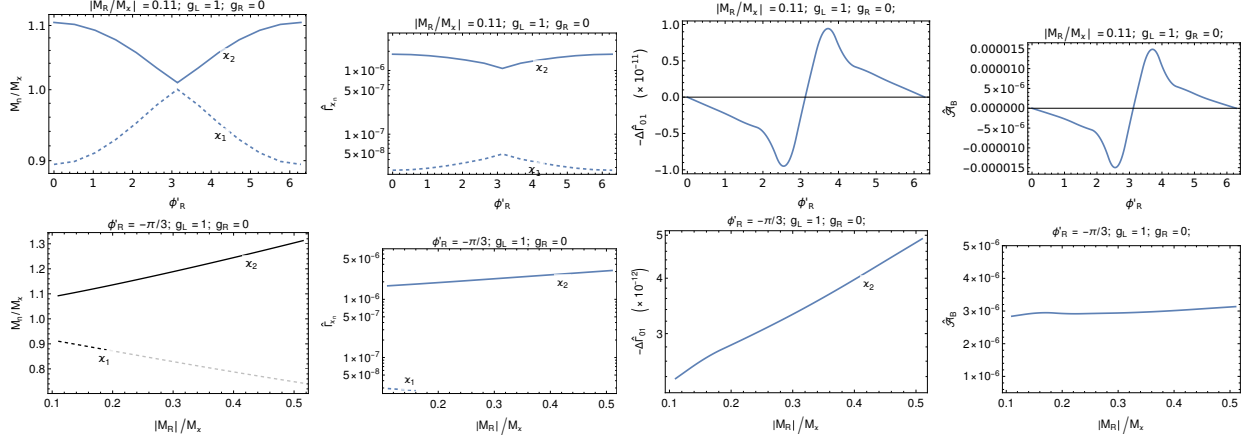 |M_R/M_χ| = 0.11; g_L = 1; g_R = 0
1.1
1.0
0.9
M_n/M_χ
χ_2
χ_1
0 1 2 3 4 5 6
ϕ'_R
|M_R/M_χ| = 0.11; g_L = 1; g_R = 0
1×10^-6
5×10^-7
1×10^-7
5×10^-8
Γ̂_χ_n
χ_2
χ_1
0 1 2 3 4 5 6
ϕ'_R
|M_R/M_χ| = 0.11; g_L = 1; g_R = 0;
1.0
0.5
0.0
-0.5
-1.0
-ΔΓ̂_01 (×10^-11)
0 1 2 3 4 5 6
ϕ'_R
|M_R/M_χ| = 0.11; g_L = 1; g_R = 0;
0.000015
0.000010
5×10^-6
0.000000
-5×10^-6
-0.000010
-0.000015
𝒜̂_B
0 1 2 3 4 5 6
ϕ'_R
ϕ'_R = -π/3; g_L = 1; g_R = 0
1.3
1.2
1.1
1.0
0.9
0.8
0.7
M_n/M_χ
χ_2
χ_1
0.1 0.2 0.3 0.4 0.5
|M_R|/M_χ
ϕ'_R = -π/3; g_L = 1; g_R = 0
5×10^-6
1×10^-6
5×10^-7
1×10^-7
5×10^-8
Γ̂_χ_n
χ_2
χ_1
0.2 0.3 0.4 0.5
|M_R|/M_χ
ϕ'_R = -π/3; g_L = 1; g_R = 0;
5
4
3
-ΔΓ̂_01 (×10^-12)
χ_2
0.1 0.2 0.3 0.4 0.5
|M_R|/M_χ
ϕ'_R = -π/3; g_L = 1; g_R = 0;
5×10^-6
4×10^-6
3×10^-6
2×10^-6
1×10^-6
𝒜̂_B
0.1 0.2 0.3 0.4 0.5
|M_R|/M_χ